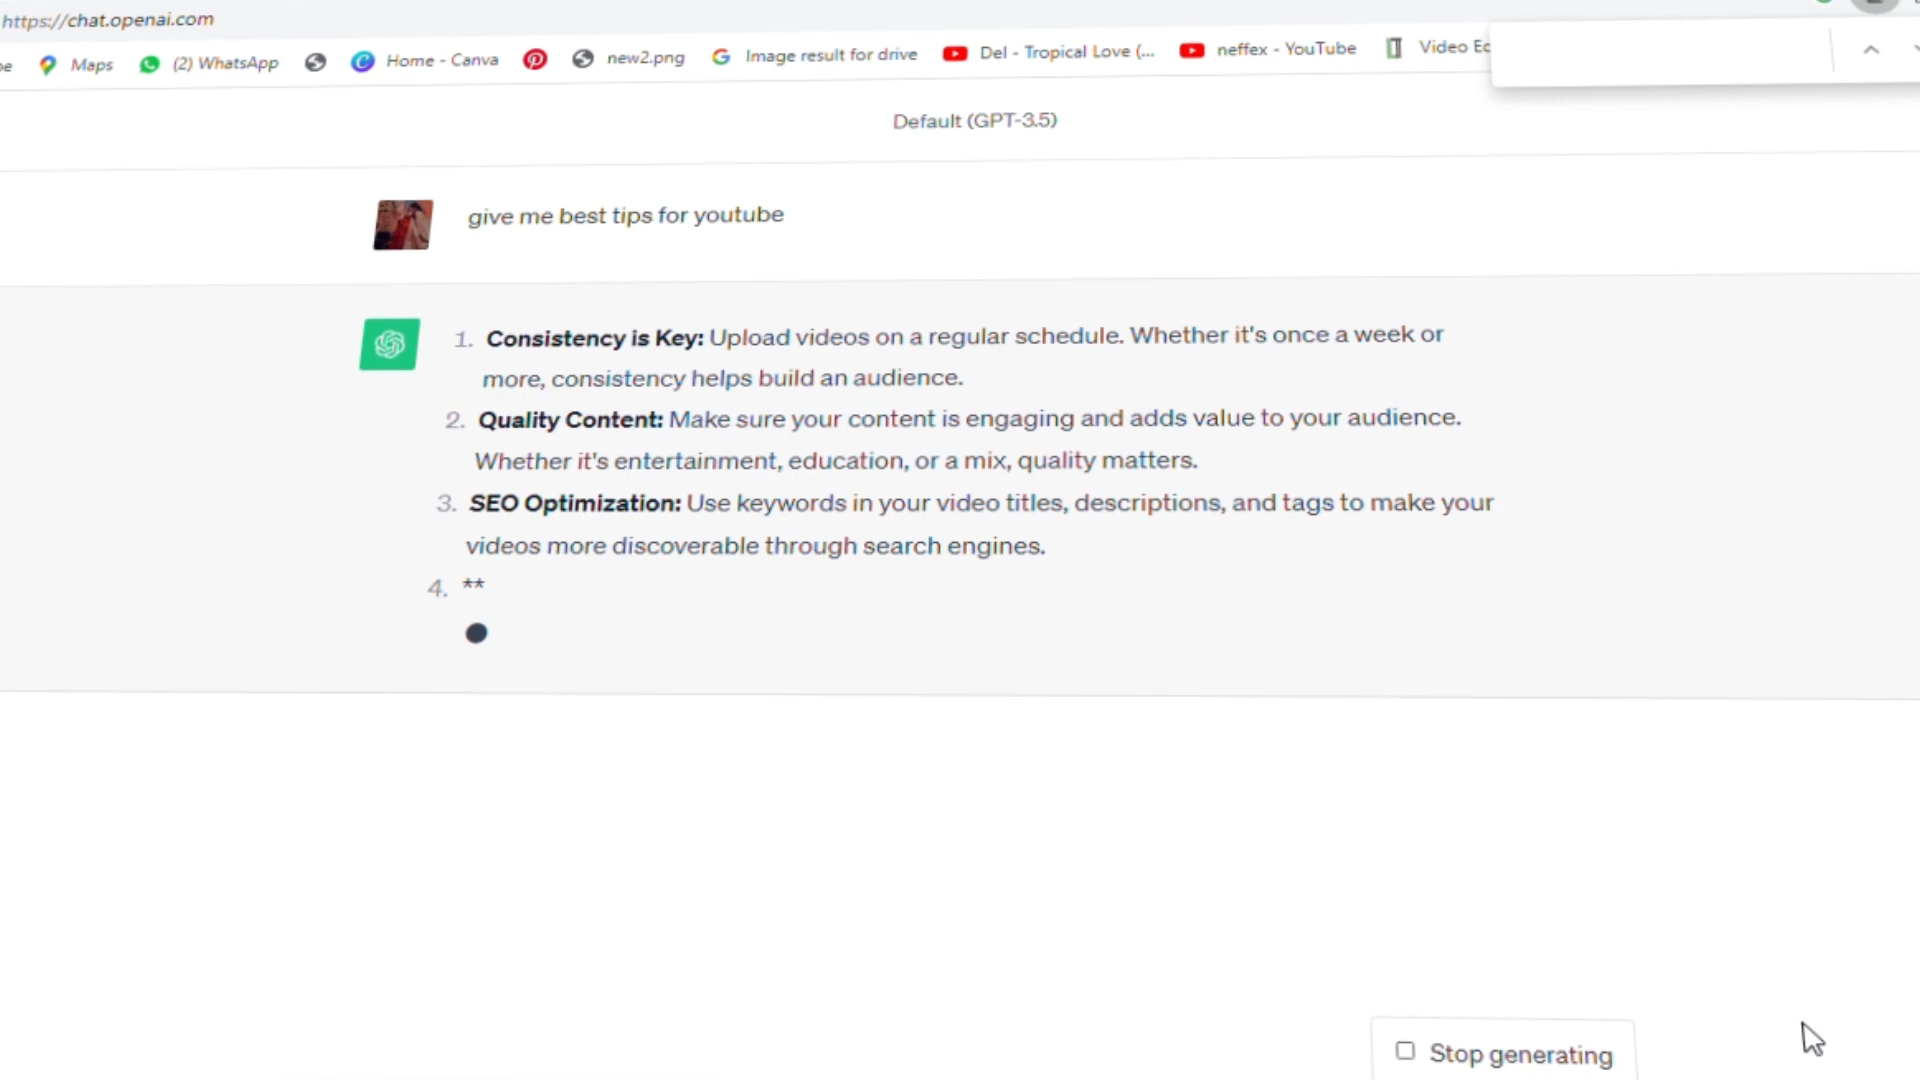 https://chat.openai.com
Maps (2) WhatsApp Home - Canva new2.png Image result for drive Del - Tropical Love (... neffex - YouTube Video Ed
Default (GPT-3.5)
give me best tips for youtube
1. Consistency is Key: Upload videos on a regular schedule. Whether it's once a week or
more, consistency helps build an audience.
2. Quality Content: Make sure your content is engaging and adds value to your audience.
Whether it's entertainment, education, or a mix, quality matters.
3. SEO Optimization: Use keywords in your video titles, descriptions, and tags to make your
videos more discoverable through search engines.
4. **
Stop generating